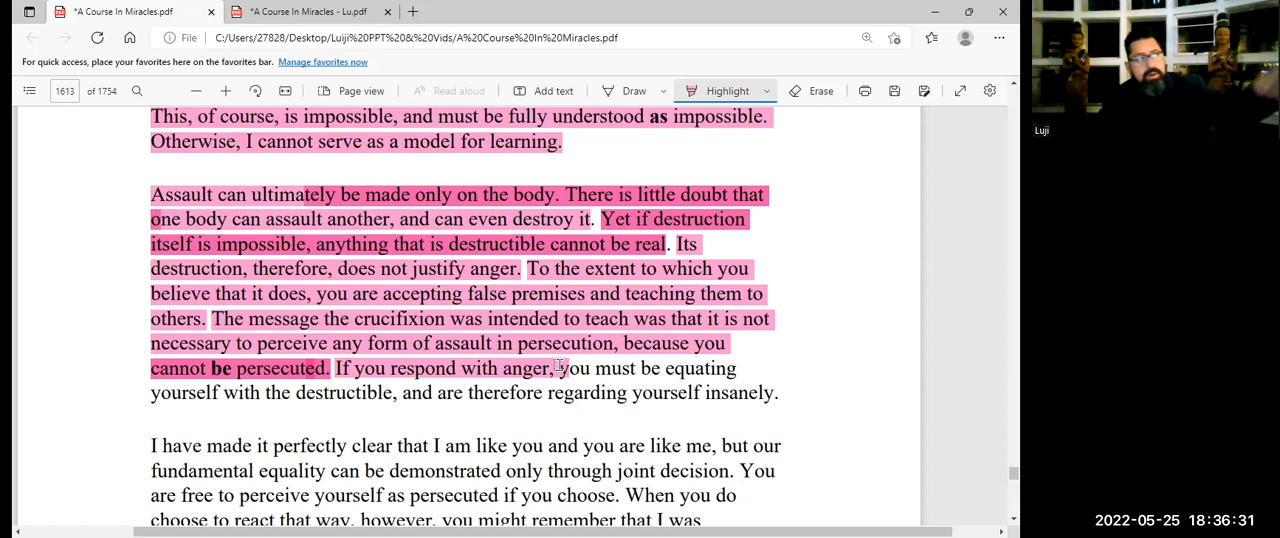 *A Course In Miracles.pdf
*A Course In Miracles - Lu.pdf
File
C:/Users/27828/Desktop/Luiji%20PPT%20&%20Vids/A%20Course%20In%20Miracles.pdf
For quick access, place your favorites here on the favorites bar. Manage favorites now
1613 of 1754
Page view
Read aloud
Add text
Draw
Highlight
Erase
This, of course, is impossible, and must be fully understood as impossible.
Otherwise, I cannot serve as a model for learning.
Assault can ultimately be made only on the body. There is little doubt that
one body can assault another, and can even destroy it. Yet if destruction
itself is impossible, anything that is destructible cannot be real. Its
destruction, therefore, does not justify anger. To the extent to which you
believe that it does, you are accepting false premises and teaching them to
others. The message the crucifixion was intended to teach was that it is not
necessary to perceive any form of assault in persecution, because you
cannot be persecuted. If you respond with anger, you must be equating
yourself with the destructible, and are therefore regarding yourself insanely.
I have made it perfectly clear that I am like you and you are like me, but our
fundamental equality can be demonstrated only through joint decision. You
are free to perceive yourself as persecuted if you choose. When you do
choose to react that way, however, you might remember that I was
Luji
2022-05-25 18:36:31